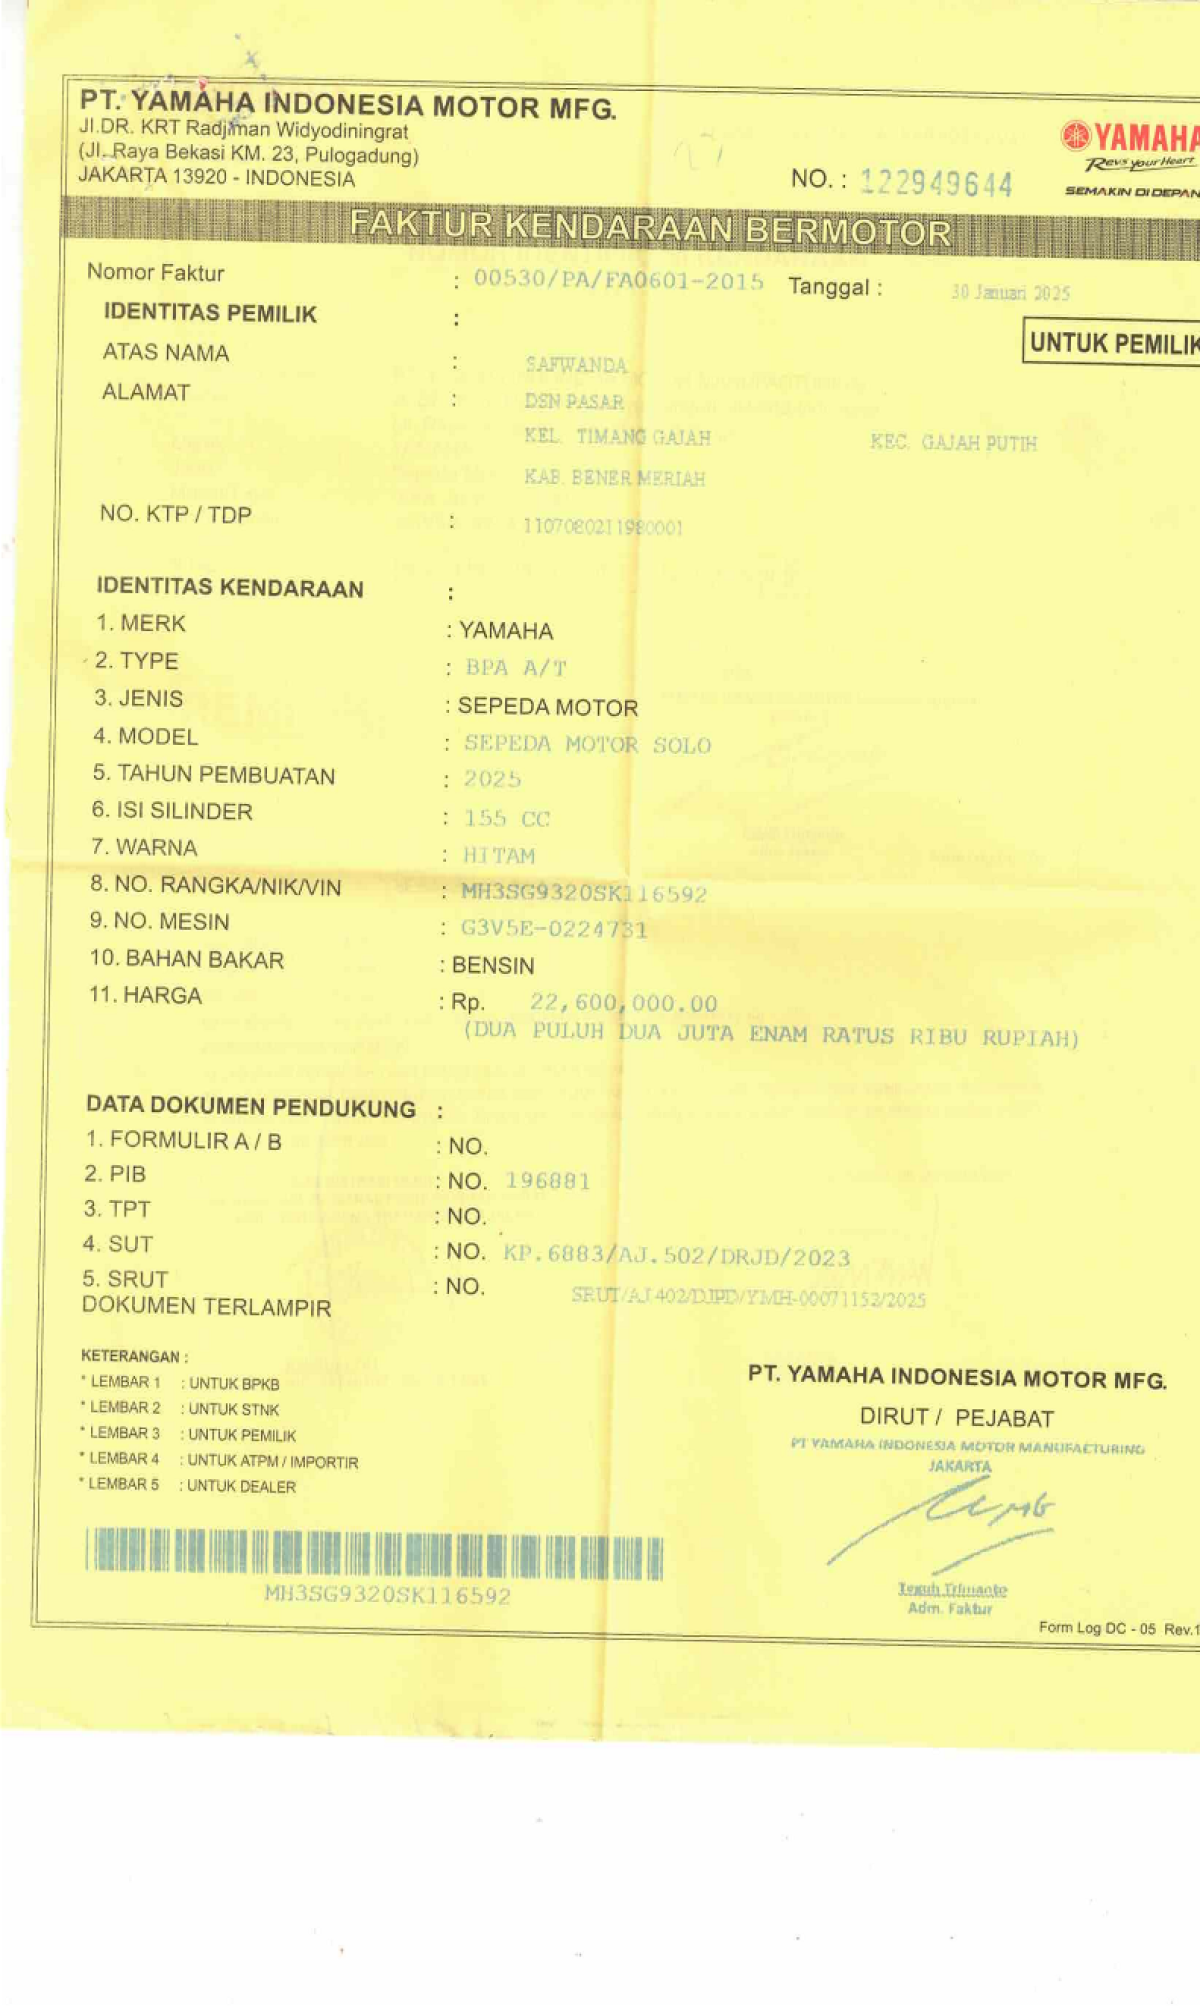 PT. YAMAHA INDONESIA MOTOR MFG.
Jl.DR. KRT Radjiman Widyodiningrat
(Jl. Raya Bekasi KM. 23, Pulogadung)
JAKARTA 13920 - INDONESIA
YAMAHA
Revs your Heart
SEMAKIN DI DEPAN
NO. : 122949644
FAKTUR KENDARAAN BERMOTOR
Nomor Faktur : 00530/PA/FA0601-2015 Tanggal : 30 Januari 2025
IDENTITAS PEMILIK :
UNTUK PEMILIK
ATAS NAMA : SAFWANDA
ALAMAT : DSN PASAR
KEL. TIMANG GAJAH KEC. GAJAH PUTIH
KAB. BENER MERIAH
NO. KTP / TDP : 1107080211980001
IDENTITAS KENDARAAN :
1. MERK : YAMAHA
2. TYPE : BPA A/T
3. JENIS : SEPEDA MOTOR
4. MODEL : SEPEDA MOTOR SOLO
5. TAHUN PEMBUATAN : 2025
6. ISI SILINDER : 155 CC
7. WARNA : HITAM
8. NO. RANGKA/NIK/VIN : MH3SG9320SK116592
9. NO. MESIN : G3V5E-0224731
10. BAHAN BAKAR : BENSIN
11. HARGA : Rp. 22,600,000.00
(DUA PULUH DUA JUTA ENAM RATUS RIBU RUPIAH)
DATA DOKUMEN PENDUKUNG :
1. FORMULIR A / B : NO.
2. PIB : NO. 196881
3. TPT : NO.
4. SUT : NO. KP.6883/AJ.502/DRJD/2023
5. SRUT : NO. SRUT/AJ402/DJPD/YMH-00071153/2025
DOKUMEN TERLAMPIR
KETERANGAN :
* LEMBAR 1 : UNTUK BPKB
* LEMBAR 2 : UNTUK STNK
* LEMBAR 3 : UNTUK PEMILIK
* LEMBAR 4 : UNTUK ATPM / IMPORTIR
* LEMBAR 5 : UNTUK DEALER
PT. YAMAHA INDONESIA MOTOR MFG.
DIRUT / PEJABAT
PT YAMAHA INDONESIA MOTOR MANUFACTURING
JAKARTA
Teguh Trimanto
Adm. Faktur
MH3SG9320SK116592
Form Log DC - 05 Rev.1